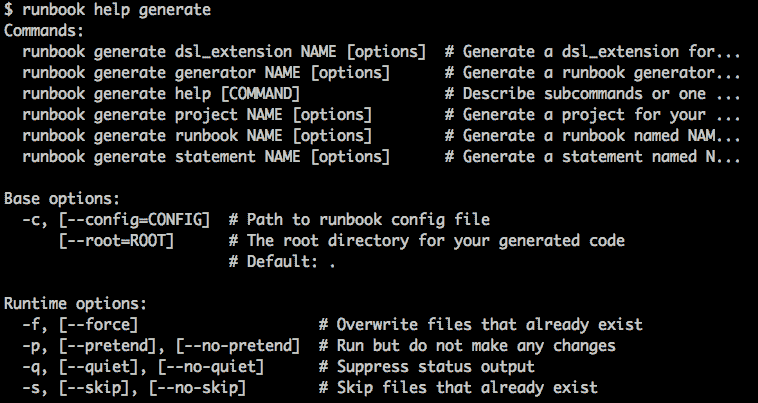 $ runbook help generate
Commands:
  runbook generate dsl_extension NAME [options]  # Generate a dsl_extension for...
  runbook generate generator NAME [options]      # Generate a runbook generator...
  runbook generate help [COMMAND]                # Describe subcommands or one ...
  runbook generate project NAME [options]        # Generate a project for your ...
  runbook generate runbook NAME [options]        # Generate a runbook named NAM...
  runbook generate statement NAME [options]      # Generate a statement named N...

Base options:
  -c, [--config=CONFIG]  # Path to runbook config file
      [--root=ROOT]      # The root directory for your generated code
                         # Default: .

Runtime options:
  -f, [--force]                    # Overwrite files that already exist
  -p, [--pretend], [--no-pretend]  # Run but do not make any changes
  -q, [--quiet], [--no-quiet]      # Suppress status output
  -s, [--skip], [--no-skip]        # Skip files that already exist